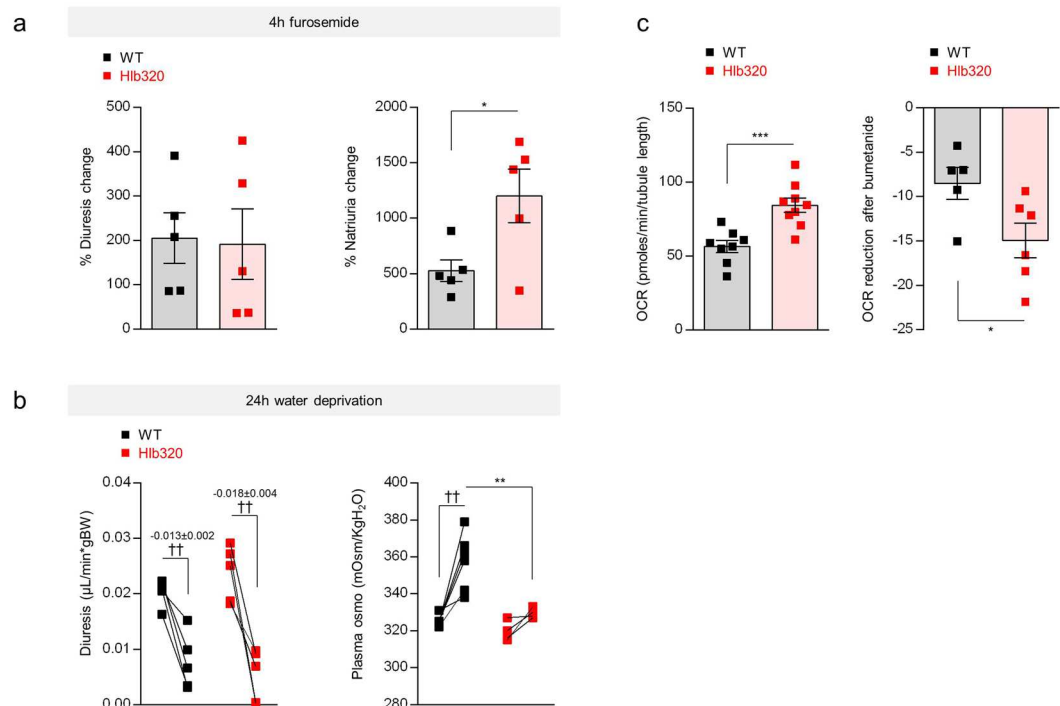 a
4h furosemide
WT
Hlb320
% Diuresis change
500
400
300
200
100
0
% Natriuria change
2000
1500
1000
500
0
*
c
WT
Hlb320
OCR (pmoles/min/tubule length)
150
100
50
0
***
WT
Hlb320
OCR reduction after bumetanide
0
-5
-10
-15
-20
-25
*
b
24h water deprivation
WT
Hlb320
Diuresis (µL/min*gBW)
0.04
0.03
0.02
0.01
0.00
-0.013±0.002
††
-0.018±0.004
††
Plasma osmo (mOsm/KgH₂O)
400
380
360
340
320
300
280
††
**